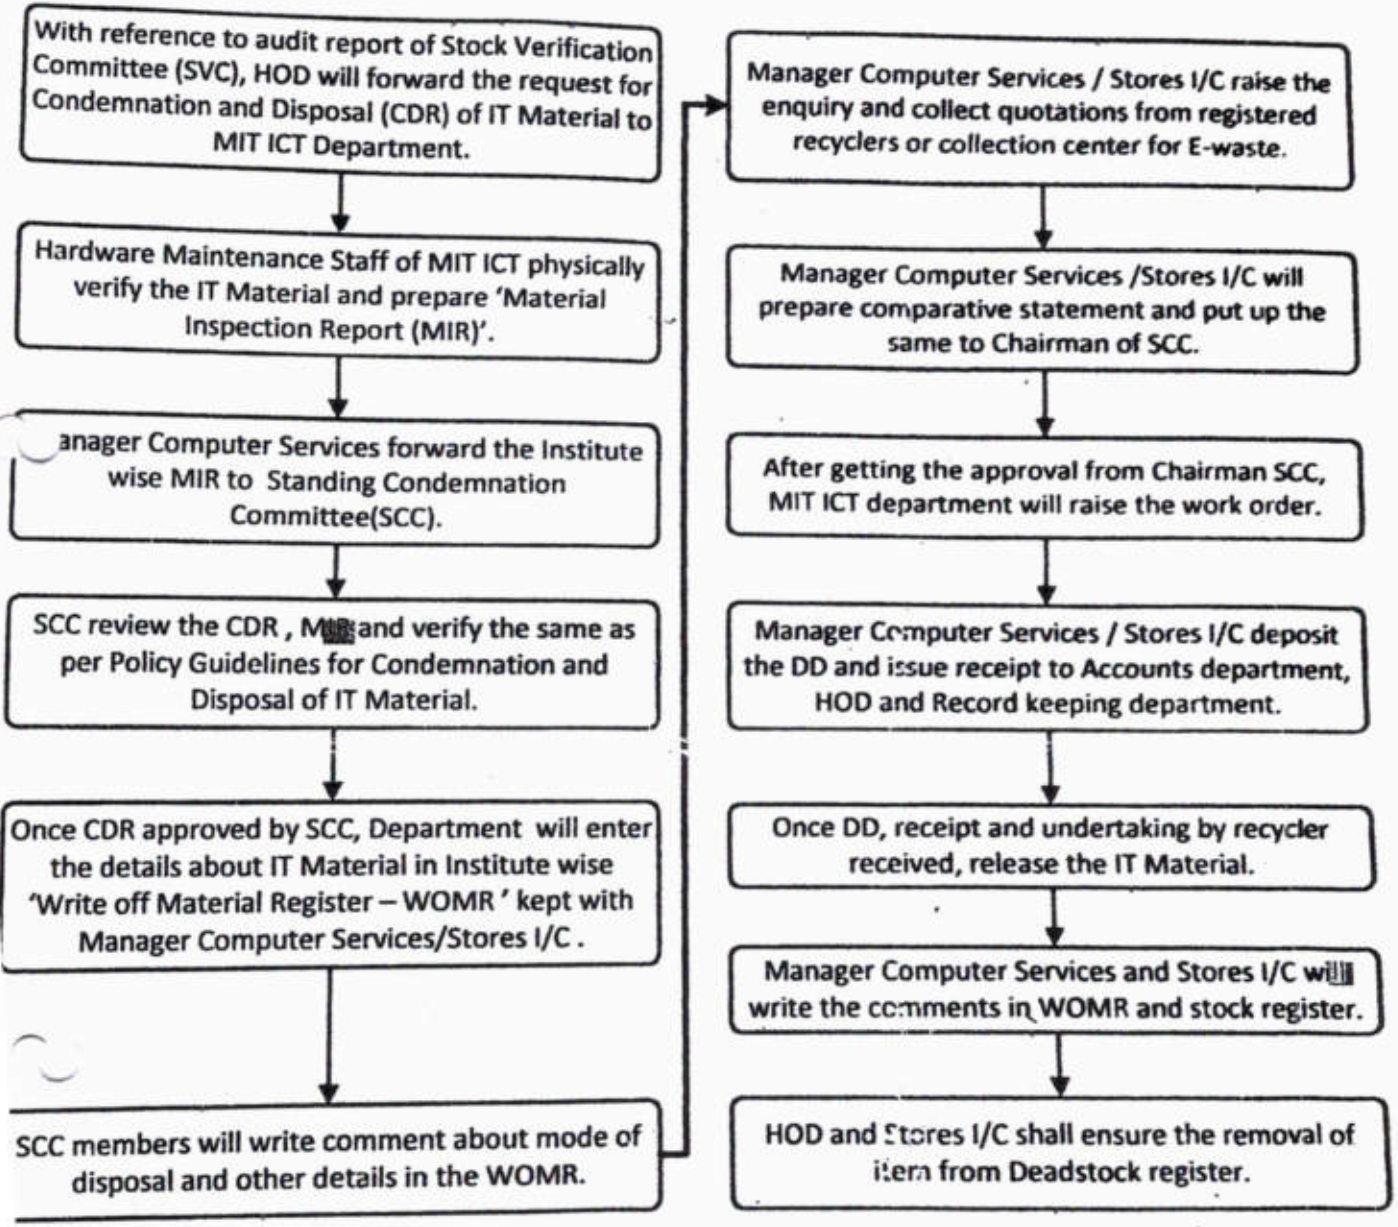 With reference to audit report of Stock Verification
Committee (SVC), HOD will forward the request for
Condemnation and Disposal (CDR) of IT Material to
MIT ICT Department.
Hardware Maintenance Staff of MIT ICT physically
verify the IT Material and prepare ‘Material
Inspection Report (MIR)’.
anager Computer Services forward the Institute
wise MIR to Standing Condemnation
Committee(SCC).
SCC review the CDR , and verify the same as
per Policy Guidelines for Condemnation and
Disposal of IT Material.
Once CDR approved by SCC, Department will enter
the details about IT Material in Institute wise
‘Write off Material Register – WOMR ’ kept with
Manager Computer Services/Stores I/C .
SCC members will write comment about mode of
disposal and other details in the WOMR.
Manager Computer Services / Stores I/C raise the
enquiry and collect quotations from registered
recyclers or collection center for E-waste.
Manager Computer Services /Stores I/C will
prepare comparative statement and put up the
same to Chairman of SCC.
After getting the approval from Chairman SCC,
MIT ICT department will raise the work order.
Manager Computer Services / Stores I/C deposit
the DD and issue receipt to Accounts department,
HOD and Record keeping department.
Once DD, receipt and undertaking by recycler
received, release the IT Material.
Manager Computer Services and Stores I/C will
write the comments in WOMR and stock register.
HOD and Stores I/C shall ensure the removal of
item from Deadstock register.